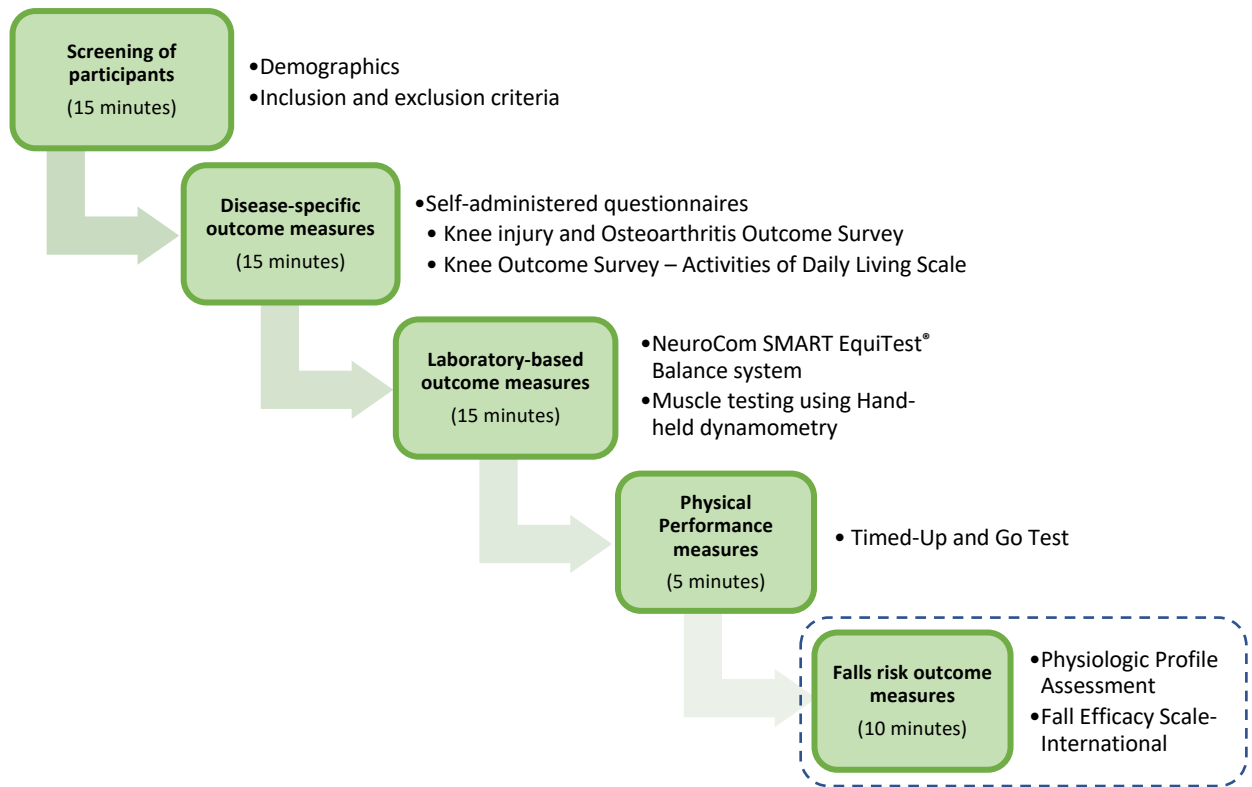 Screening of
participants
(15 minutes)
•Demographics
•Inclusion and exclusion criteria
Disease-specific
outcome measures
(15 minutes)
•Self-administered questionnaires
• Knee injury and Osteoarthritis Outcome Survey
• Knee Outcome Survey – Activities of Daily Living Scale
Laboratory-based
outcome measures
(15 minutes)
•NeuroCom SMART EquiTest®
Balance system
•Muscle testing using Hand-
held dynamometry
Physical
Performance
measures
(5 minutes)
• Timed-Up and Go Test
Falls risk outcome
measures
(10 minutes)
•Physiologic Profile
Assessment
•Fall Efficacy Scale-
International